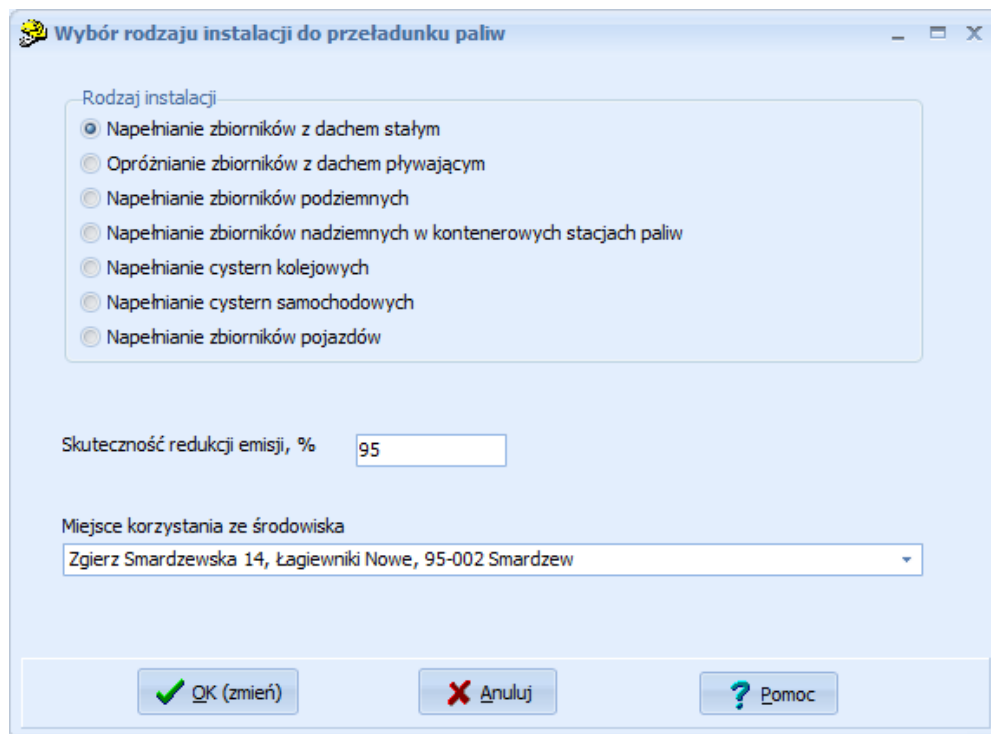 Wybór rodzaju instalacji do przeładunku paliw
Rodzaj instalacji
Napełnianie zbiorników z dachem stałym
Opróżnianie zbiorników z dachem pływającym
Napełnianie zbiorników podziemnych
Napełnianie zbiorników nadziemnych w kontenerowych stacjach paliw
Napełnianie cystern kolejowych
Napełnianie cystern samochodowych
Napełnianie zbiorników pojazdów
Skuteczność redukcji emisji, % 95
Miejsce korzystania ze środowiska
Zgierz Smardzewska 14, Łagiewniki Nowe, 95-002 Smardzew
OK (zmień) Anuluj Pomoc